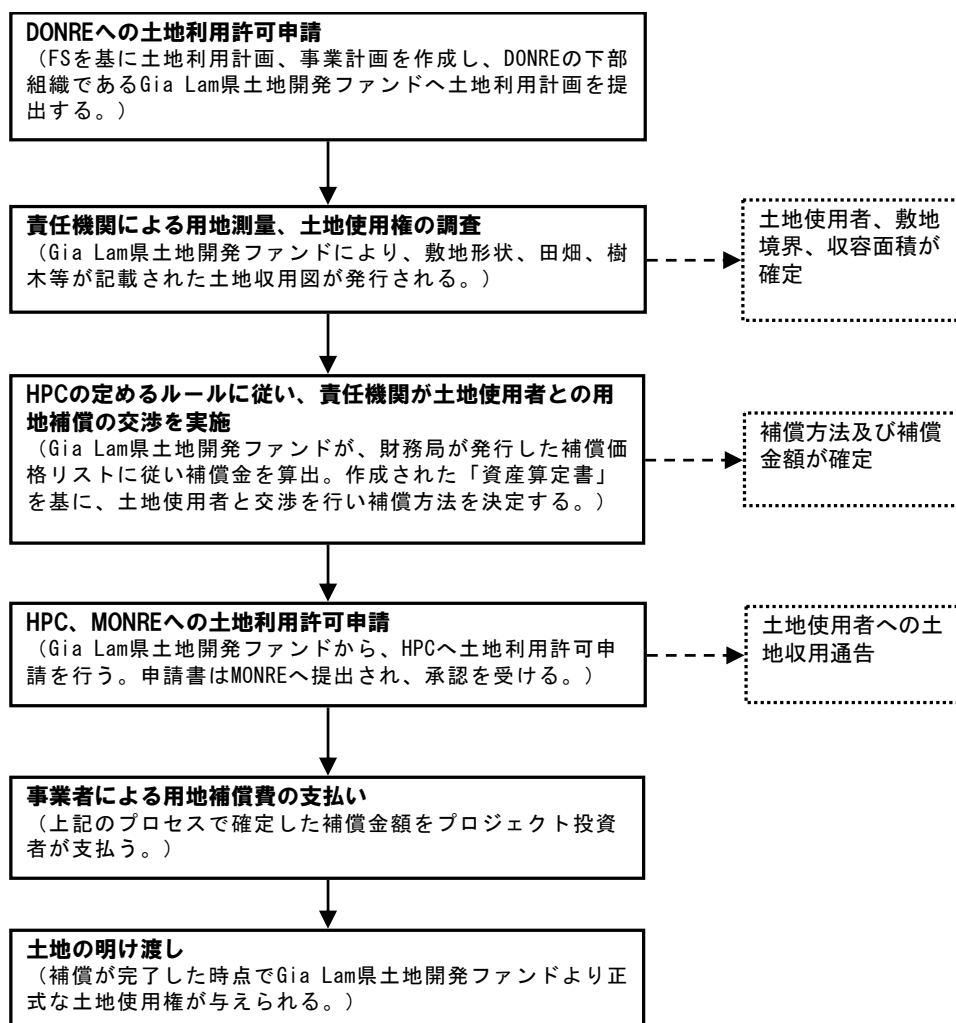 DONREへの土地利用許可申請
（FSを基に土地利用計画、事業計画を作成し、DONREの下部
組織であるGia Lam県土地開発ファンドへ土地利用計画を提
出する。）
責任機関による用地測量、土地使用権の調査
（Gia Lam県土地開発ファンドにより、敷地形状、田畑、樹
木等が記載された土地収用図が発行される。）
土地使用者、敷地
境界、収容面積が
確定
HPCの定めるルールに従い、責任機関が土地使用者との用
地補償の交渉を実施
（Gia Lam県土地開発ファンドが、財務局が発行した補償価
格リストに従い補償金を算出。作成された「資産算定書」
を基に、土地使用者と交渉を行い補償方法を決定する。）
補償方法及び補償
金額が確定
HPC、MONREへの土地利用許可申請
（Gia Lam県土地開発ファンドから、HPCへ土地利用許可申
請を行う。申請書はMONREへ提出され、承認を受ける。）
土地使用者への土
地収用通告
事業者による用地補償費の支払い
（上記のプロセスで確定した補償金額をプロジェクト投資
者が支払う。）
土地の明け渡し
（補償が完了した時点でGia Lam県土地開発ファンドより正
式な土地使用権が与えられる。）